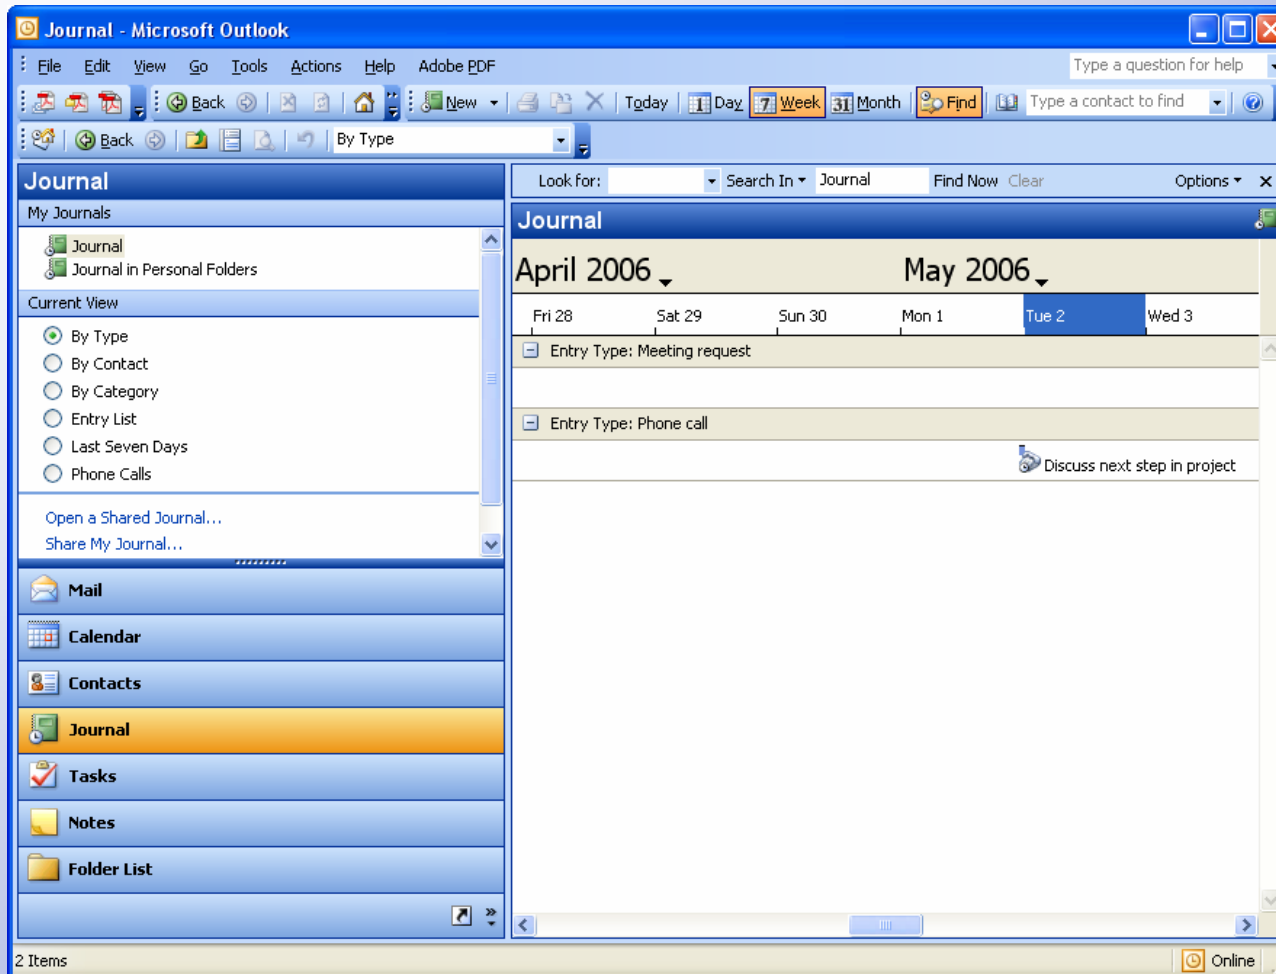 Journal - Microsoft Outlook
File Edit View Go Tools Actions Help Adobe PDF Type a question for help
Back New Today 1 Day 7 Week 31 Month Find Type a contact to find
Back By Type
Journal
My Journals
Journal
Journal in Personal Folders
Current View
By Type
By Contact
By Category
Entry List
Last Seven Days
Phone Calls
Open a Shared Journal...
Share My Journal...
Mail
Calendar
Contacts
Journal
Tasks
Notes
Folder List
Look for: Search In Journal Find Now Clear Options
Journal
April 2006 May 2006
Fri 28 Sat 29 Sun 30 Mon 1 Tue 2 Wed 3
Entry Type: Meeting request
Entry Type: Phone call
Discuss next step in project
2 Items Online